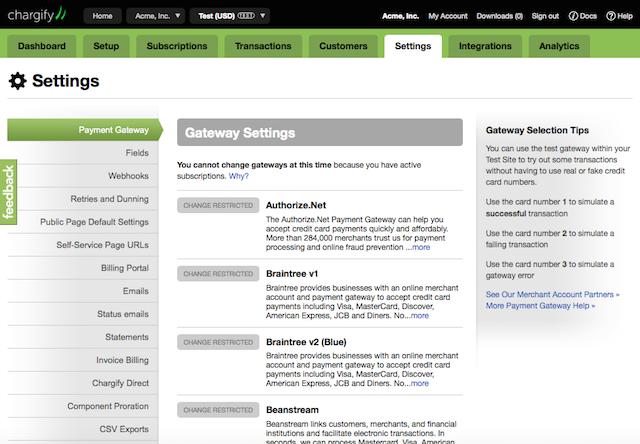 chargify
Home
Acme, Inc.
Test (USD)
TEST
Acme, Inc.
My Account
Downloads (0)
Sign out
Docs
Help
Dashboard
Setup
Subscriptions
Transactions
Customers
Settings
Integrations
Analytics
Settings
feedback
Payment Gateway
Fields
Webhooks
Retries and Dunning
Public Page Default Settings
Self-Service Page URLs
Billing Portal
Emails
Status emails
Statements
Invoice Billing
Chargify Direct
Component Proration
CSV Exports
Gateway Settings
You cannot change gateways at this time because you have active
subscriptions. Why?
CHANGE RESTRICTED
Authorize.Net
The Authorize.Net Payment Gateway can help you
accept credit card payments quickly and affordably.
More than 284,000 merchants trust us for payment
processing and online fraud prevention ...more
CHANGE RESTRICTED
Braintree v1
Braintree provides businesses with an online merchant
account and payment gateway to accept credit card
payments including Visa, MasterCard, Discover,
American Express, JCB and Diners. No...more
CHANGE RESTRICTED
Braintree v2 (Blue)
Braintree provides businesses with an online merchant
account and payment gateway to accept credit card
payments including Visa, MasterCard, Discover,
American Express, JCB and Diners. No...more
CHANGE RESTRICTED
Beanstream
Beanstream links customers, merchants, and financial
institutions and facilitate electronic transactions. In
seconds, we can process Mastercard, Visa, American
Gateway Selection Tips
You can use the test gateway within your
Test Site to try out some transactions
without having to use real or fake credit
card numbers.
Use the card number 1 to simulate a
successful transaction
Use the card number 2 to simulate a
failing transaction
Use the card number 3 to simulate a
gateway error
See Our Merchant Account Partners »
More Payment Gateway Help »